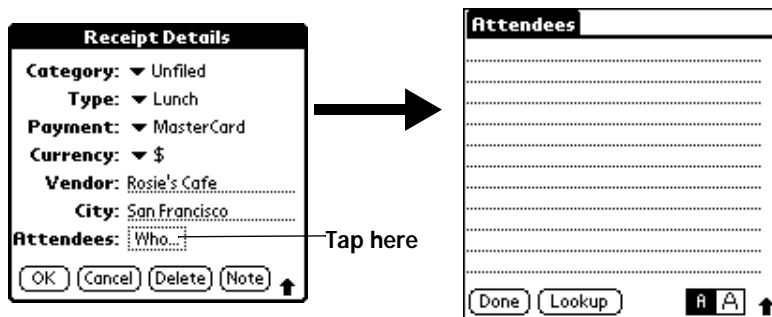 Receipt Details
Category: Unfiled
Type: Lunch
Payment: MasterCard
Currency: $
Vendor: Rosie's Cafe
City: San Francisco
Attendees: Who...
OK Cancel Delete Note
Tap here
Attendees
Done Lookup A A